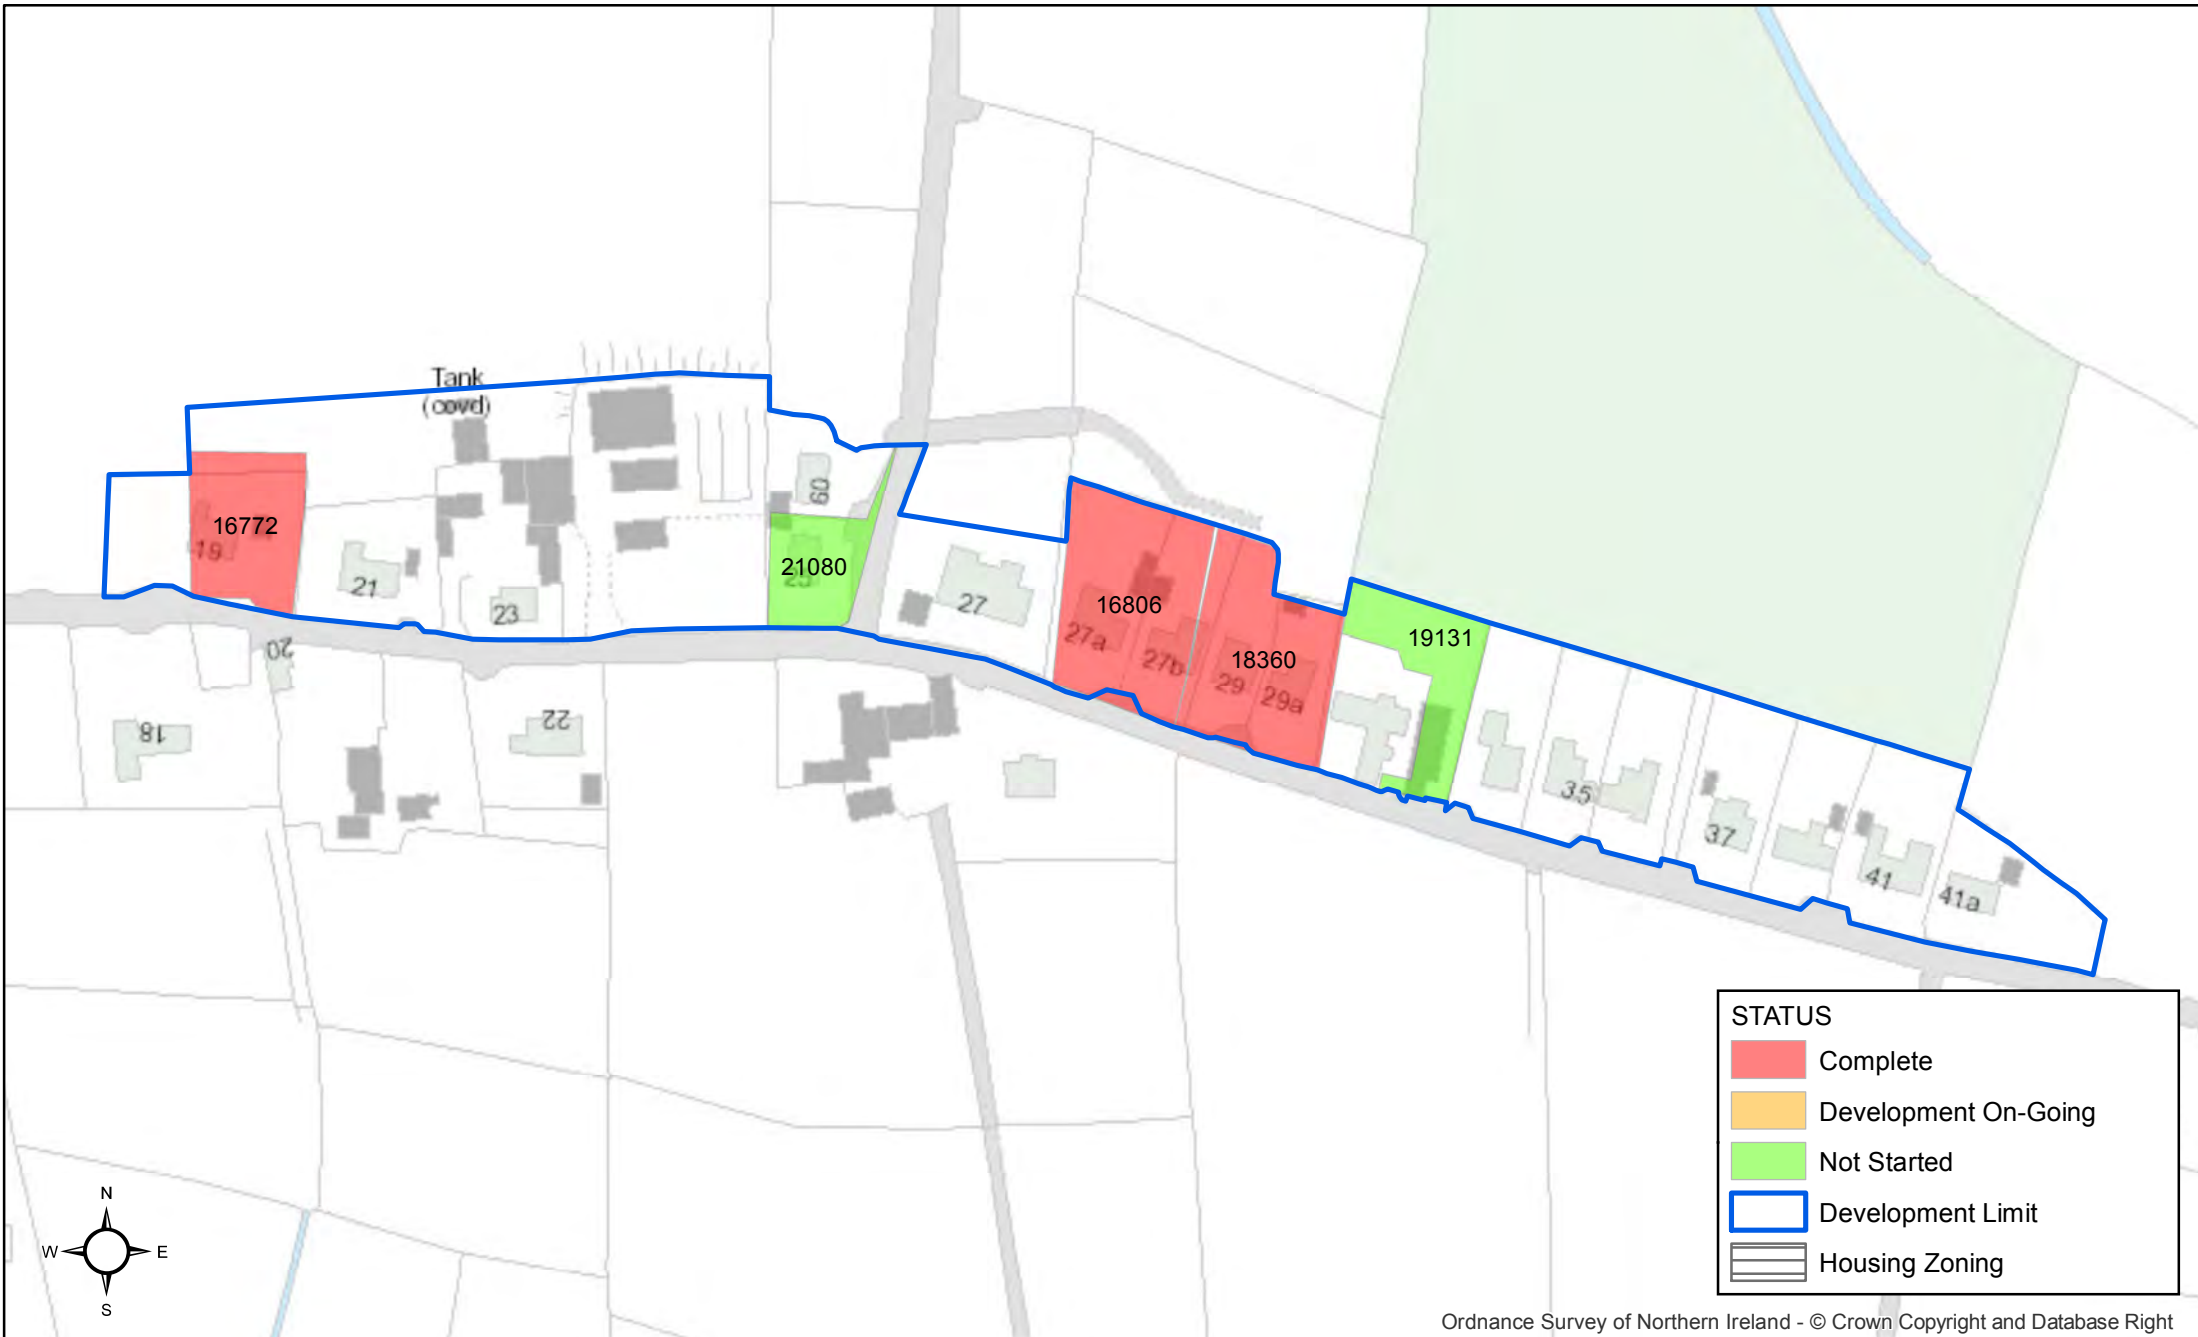 Tank
(covd)
60
16772
19
21080
25
21
27
16806
23
19131
27a
18360
27b
20
29
29a
22
18
35
37
41
41a
STATUS
Complete
Development On-Going
Not Started
Development Limit
Housing Zoning
N
W E
S
Ordnance Survey of Northern Ireland - © Crown Copyright and Database Right